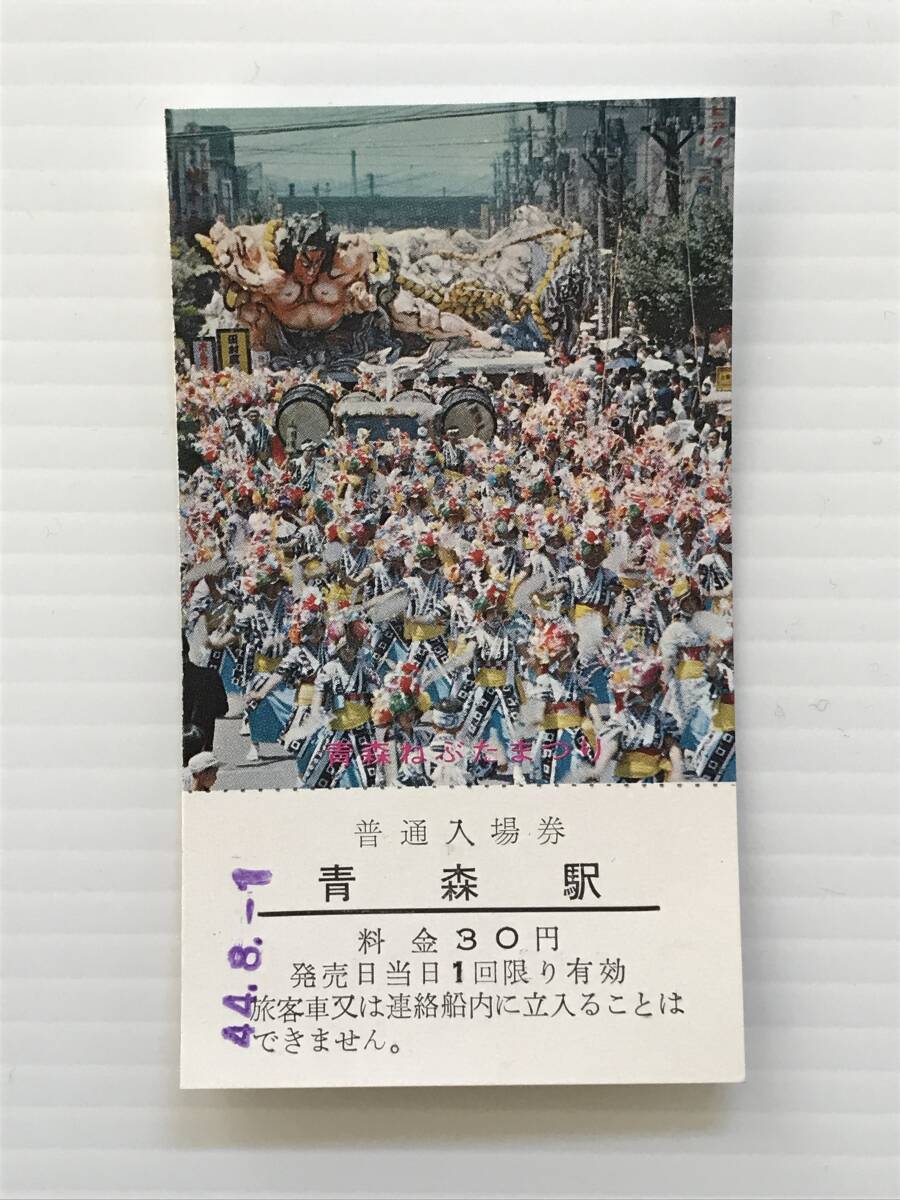 青森ねぶたまつり
普通入場券
青森駅
料金30円
発売日当日1回限り有効
旅客車又は連絡船内に立入ることは
できません。
44.8.-1